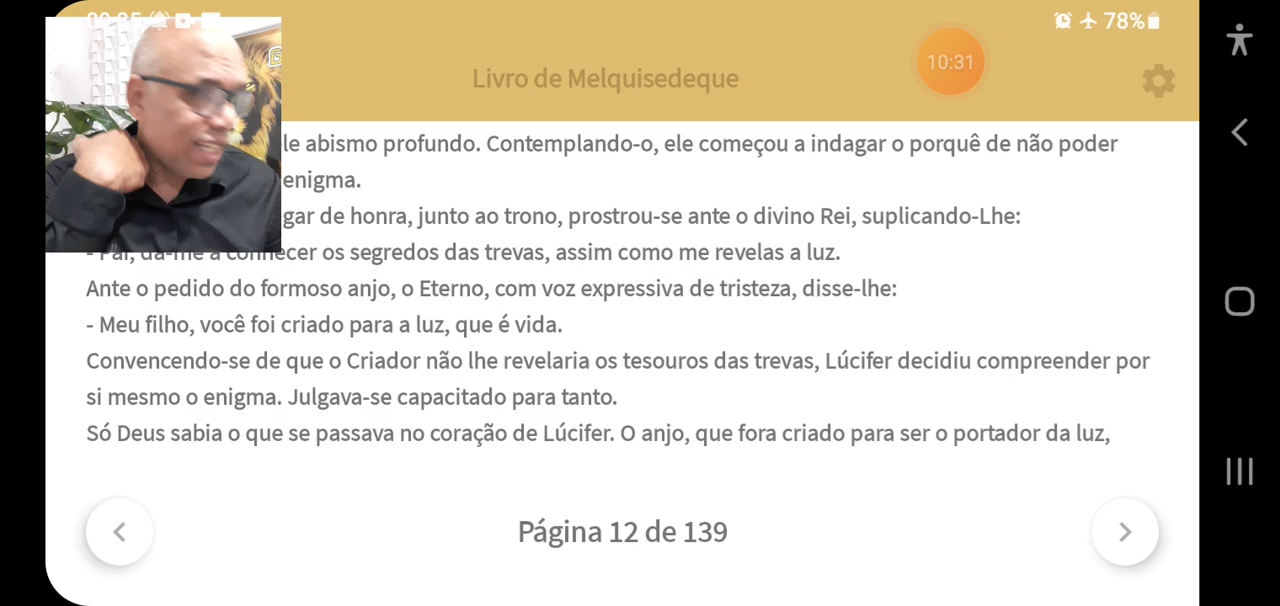 78%
Livro de Melquisedeque
10:31
abismo profundo. Contemplando-o, ele começou a indagar o porquê de não poder
enigma.
de honra, junto ao trono, prostrou-se ante o divino Rei, suplicando-Lhe:
- Pai, dá-me a conhecer os segredos das trevas, assim como me revelas a luz.
Ante o pedido do formoso anjo, o Eterno, com voz expressiva de tristeza, disse-lhe:
- Meu filho, você foi criado para a luz, que é vida.
Convencendo-se de que o Criador não lhe revelaria os tesouros das trevas, Lúcifer decidiu compreender por
si mesmo o enigma. Julgava-se capacitado para tanto.
Só Deus sabia o que se passava no coração de Lúcifer. O anjo, que fora criado para ser o portador da luz,
Página 12 de 139